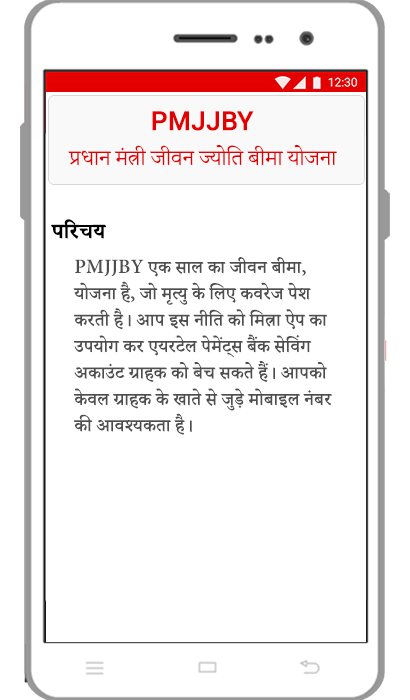 12:30
PMJJBY
प्रधान मंत्री जीवन ज्योति बीमा योजना
परिचय
PMJJBY एक साल का जीवन बीमा,
योजना है, जो मृत्यु के लिए कवरेज पेश
करती है। आप इस नीति को मित्रा ऐप का
उपयोग कर एयरटेल पेमेंट्स बैंक सेविंग
अकाउंट ग्राहक को बेच सकते हैं। आपको
केवल ग्राहक के खाते से जुड़े मोबाइल नंबर
की आवश्यकता है।